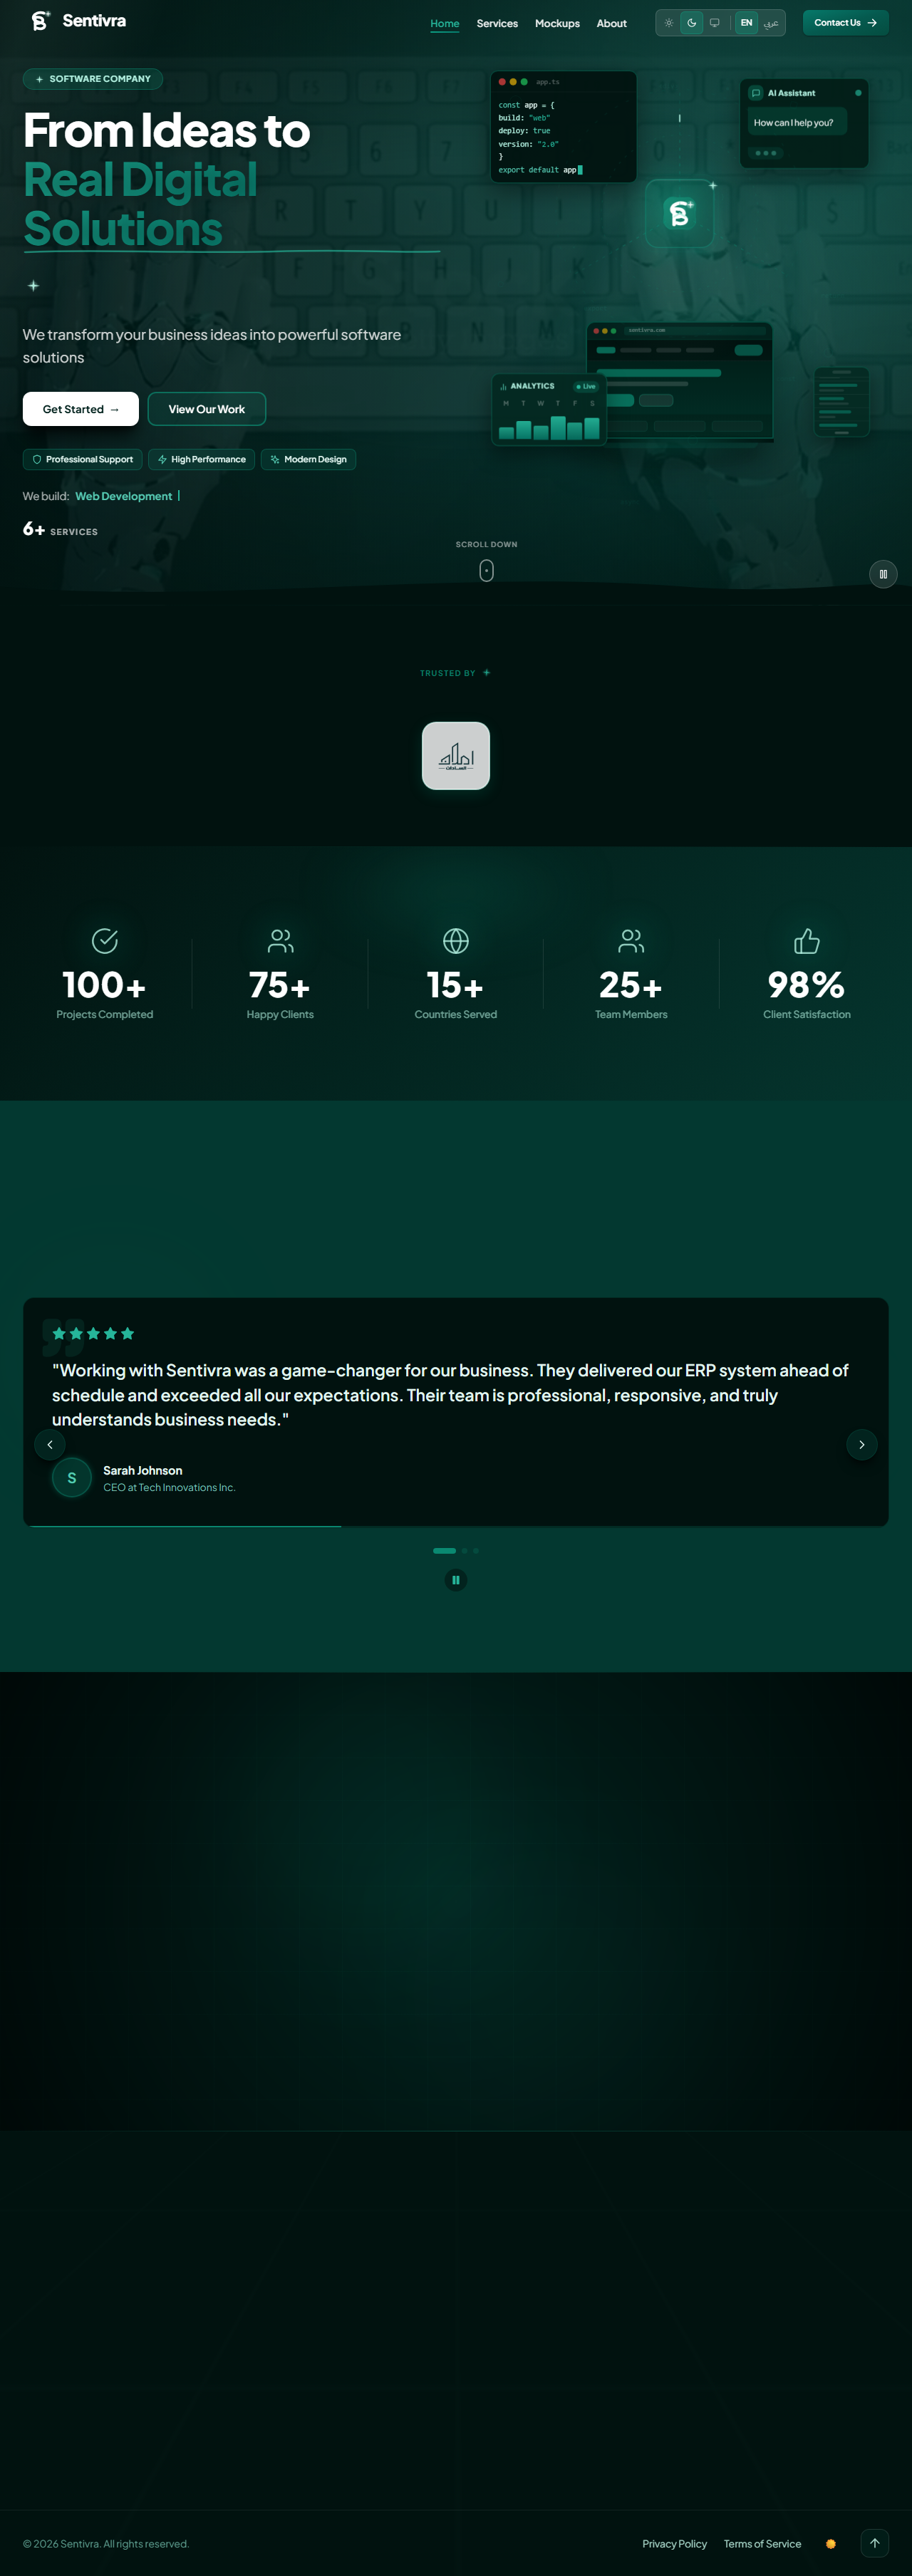 Sentivra
Home
Services
Mockups
About
EN
عربي
Contact Us →
SOFTWARE COMPANY
From Ideas to
Real Digital
Solutions
We transform your business ideas into powerful software
solutions
Get Started →
View Our Work
Professional Support
High Performance
Modern Design
We build: Web Development
6+ SERVICES
app.tsx
const app = {
build: "web"
deploy: true
version: "2.0"
}
export default app
AI Assistant
How can I help you?
sentivra.com
ANALYTICS
Live
M T W T F S
SCROLL DOWN
TRUSTED BY
املاك
100+
Projects Completed
75+
Happy Clients
15+
Countries Served
25+
Team Members
98%
Client Satisfaction
"Working with Sentivra was a game-changer for our business. They delivered our ERP system ahead of
schedule and exceeded all our expectations. Their team is professional, responsive, and truly
understands business needs."
S
Sarah Johnson
CEO at Tech Innovations Inc.
© 2026 Sentivra. All rights reserved.
Privacy Policy
Terms of Service